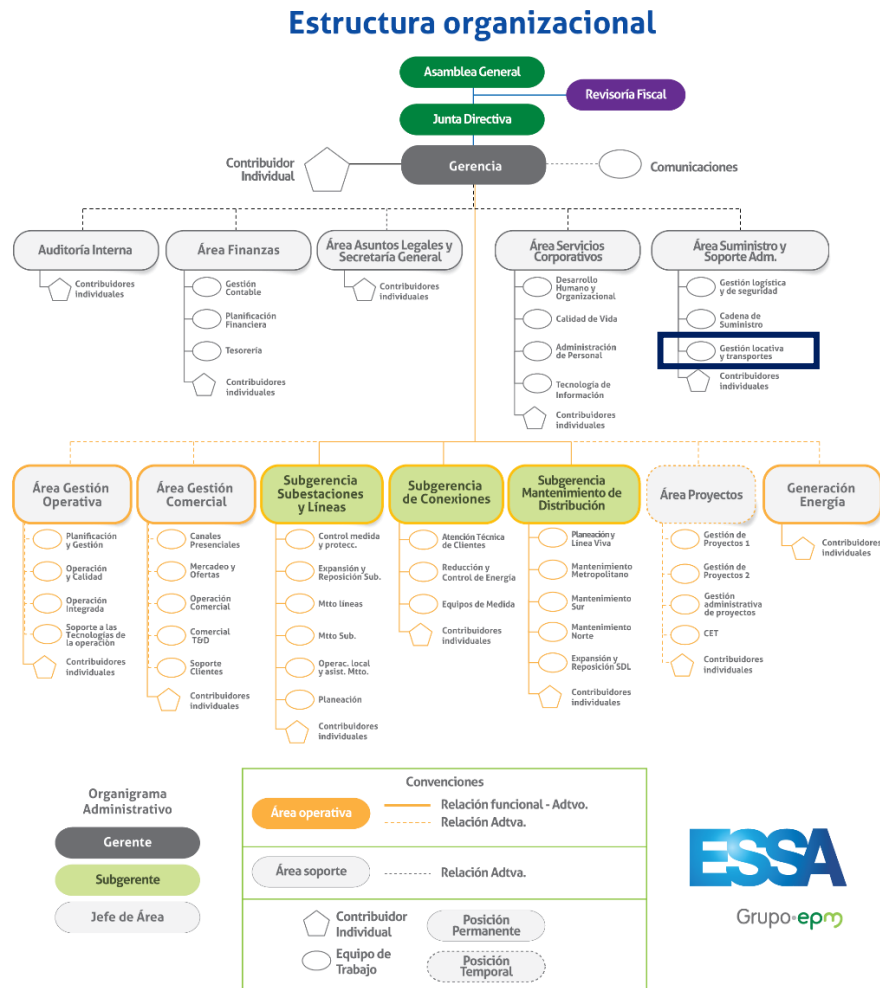 Estructura organizacional
Asamblea General
Revisoría Fiscal
Junta Directiva
Contribuidor
Individual
Gerencia
Comunicaciones
Auditoría Interna
Contribuidores
individuales
Área Finanzas
Gestión
Contable
Planificación
Financiera
Tesorería
Contribuidores
individuales
Área Asuntos Legales y
Secretaría General
Contribuidores
individuales
Área Servicios
Corporativos
Desarrollo
Humano y
Organizacional
Calidad de Vida
Administración
de Personal
Tecnología de
Información
Contribuidores
individuales
Área Suministro y
Soporte Adm.
Gestión logística
y de seguridad
Cadena de
Suministro
Gestión locativa
y transportes
Contribuidores
individuales
Área Gestión
Operativa
Planificación
y Gestión
Operación
y Calidad
Operación
Integrada
Soporte a las
Tecnologías de
la operación
Contribuidores
individuales
Área Gestión
Comercial
Canales
Presenciales
Mercadeo y
Ofertas
Operación
Comercial
Comercial
T&D
Soporte
Clientes
Contribuidores
individuales
Subgerencia
Subestaciones
y Líneas
Control medida
y protecc.
Expansión y
Reposición Sub.
Mtto líneas
Mtto Sub.
Operac. local
y asist. Mtto.
Planeación
Contribuidores
individuales
Subgerencia
de Conexiones
Atención Técnica
de Clientes
Reducción y
Control de Energía
Equipos de Medida
Contribuidores
individuales
Subgerencia
Mantenimiento de
Distribución
Planeación y
Linea Viva
Mantenimiento
Metropolitano
Mantenimiento
Sur
Mantenimiento
Norte
Expansión y
Reposición SDL
Contribuidores
individuales
Área Proyectos
Gestión de
Proyectos 1
Gestión de
Proyectos 2
Gestión
administrativa
de proyectos
CET
Contribuidores
individuales
Generación
Energía
Contribuidores
individuales
Organigrama
Administrativo
Gerente
Subgerente
Jefe de Área
Convenciones
Área operativa
Relación funcional - Adtvo.
Relación Adtva.
Área soporte
Relación Adtva.
Contribuidor
Individual
Posición
Permanente
Equipo de
Trabajo
Posición
Temporal
ESSA
Grupo·epm